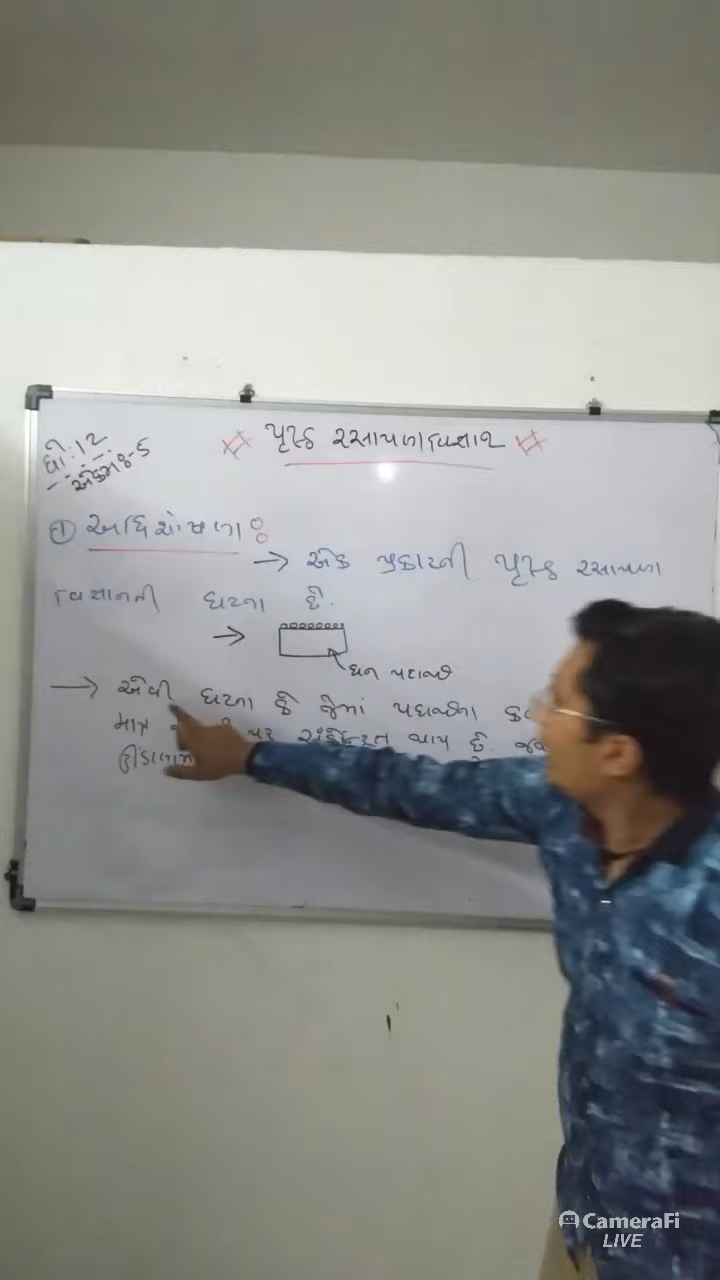 ધો:12
એકમ:-5
# પૃષ્ઠ રસાયણવિજ્ઞાન #
① અધિશોષણ :
→ એક પ્રકારની પૃષ્ઠ રસાયણ
વિજ્ઞાનની ઘટના છે.
→
ઘન પદાર્થ
→ એવી ઘટના છે જેમાં પદાર્થના
માત્ર પર સંકેન્દ્રિત થાય છે.
CameraFi
LIVE